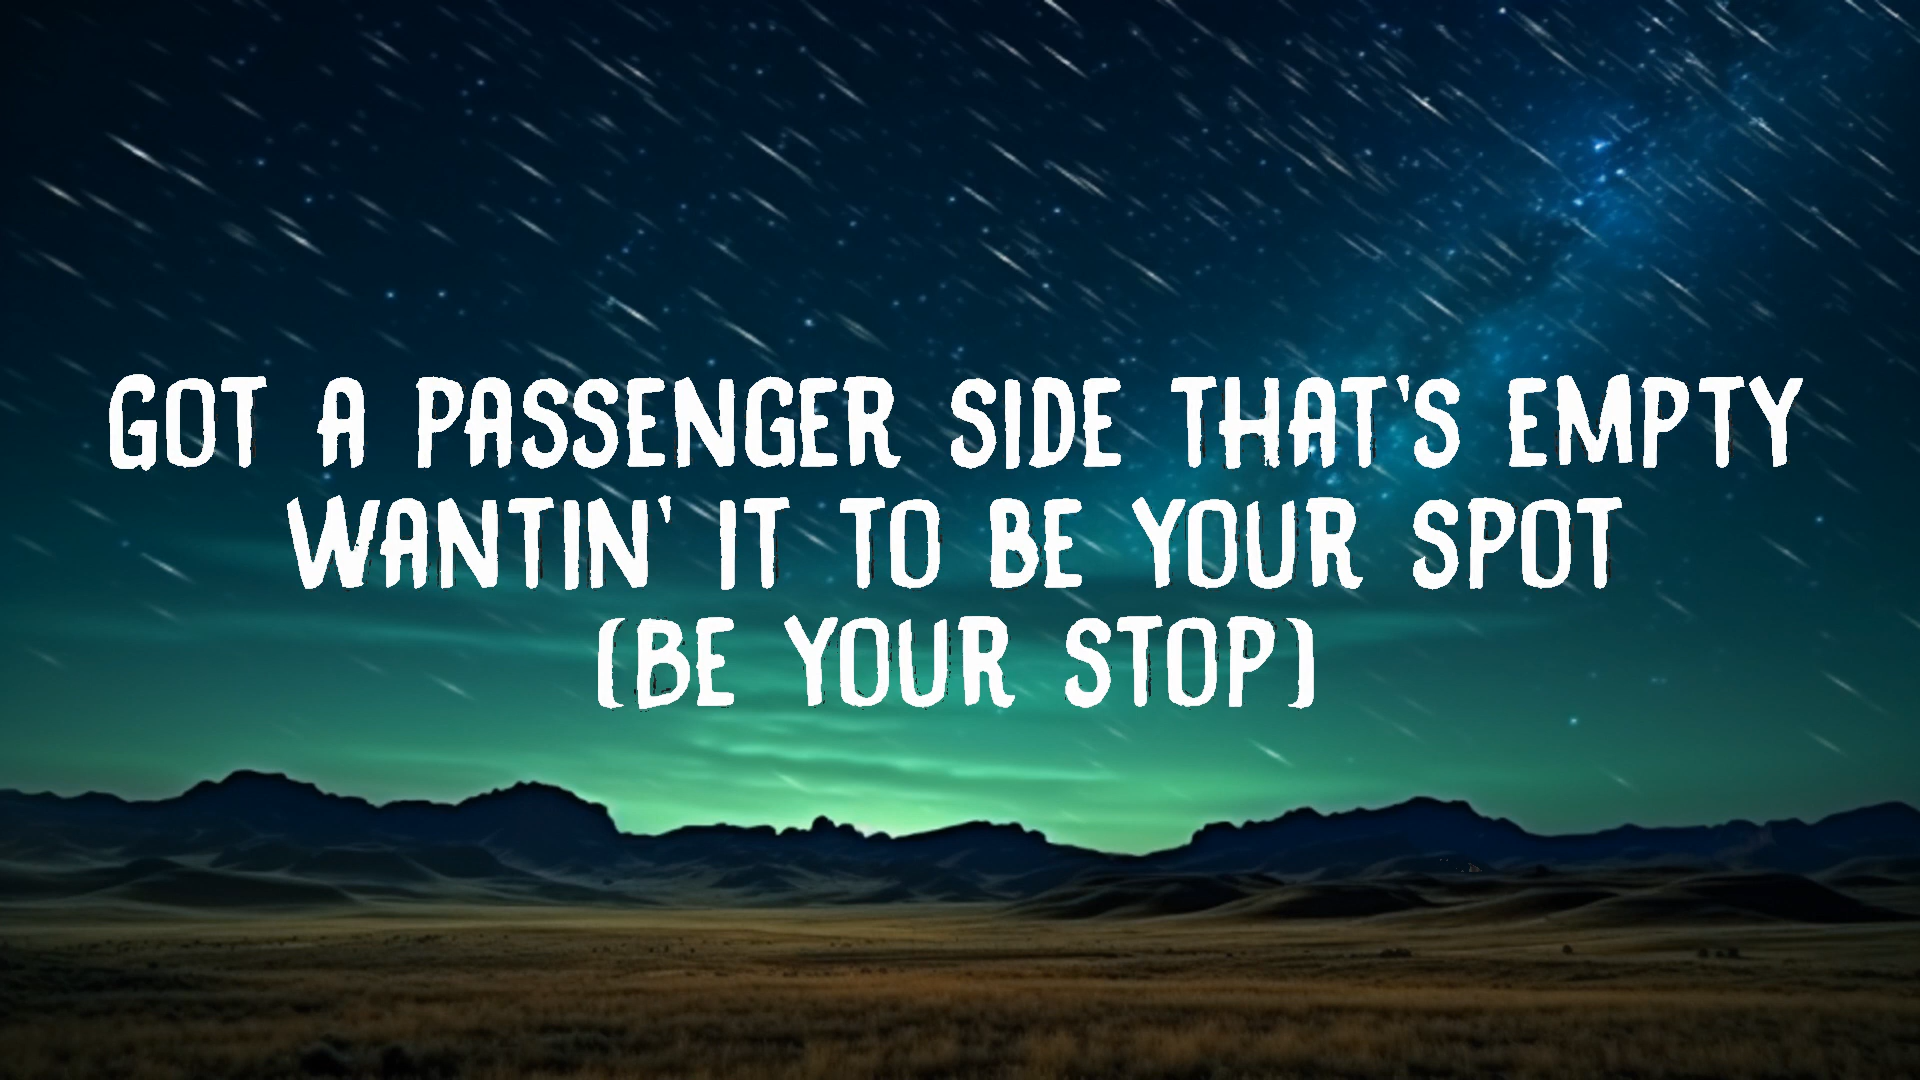 GOT A PASSENGER SIDE THAT'S EMPTY
WANTIN' IT TO BE YOUR SPOT
(BE YOUR STOP)